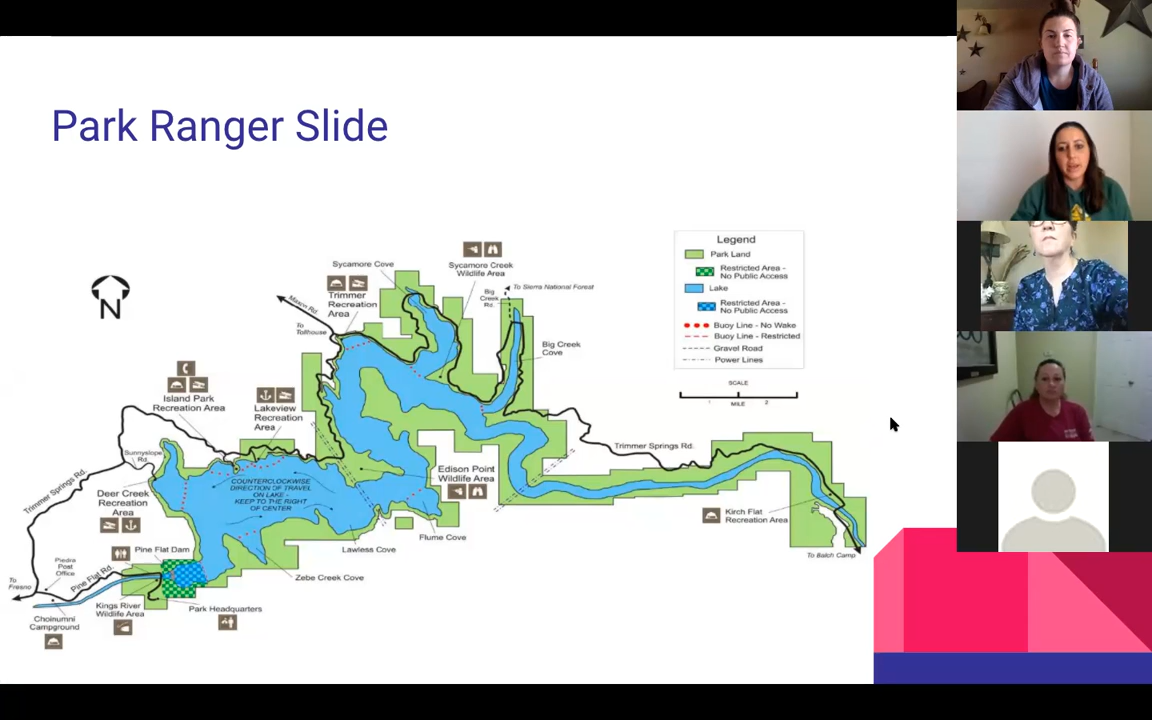 Park Ranger Slide
Sycamore Cove
Sycamore Creek
Wildlife Area
Trimmer
Recreation
Area
Maxon Rd.
To
Tollhouse
Big
Creek
Rd.
To Sierra National Forest
Big Creek
Cove
N
Legend
Park Land
Restricted Area -
No Public Access
Lake
Restricted Area -
No Public Access
Buoy Line - No Wake
Buoy Line - Restricted
Gravel Road
Power Lines
SCALE
1
MILE
2
Island Park
Recreation Area
Lakeview
Recreation
Area
Sunnyslope
Rd.
Trimmer Springs Rd.
Trimmer Springs Rd.
COUNTERCLOCKWISE
DIRECTION OF TRAVEL
ON LAKE -
KEEP TO THE RIGHT
OF CENTER
Edison Point
Wildlife Area
Deer Creek
Recreation
Area
Kirch Flat
Recreation Area
To Balch Camp
Flume Cove
Lawless Cove
Zebe Creek Cove
Pine Flat Dam
Piedra
Post
Office
Pine Flat Rd.
To
Fresno
Kings River
Wildlife Area
Park Headquarters
Choinumni
Campground